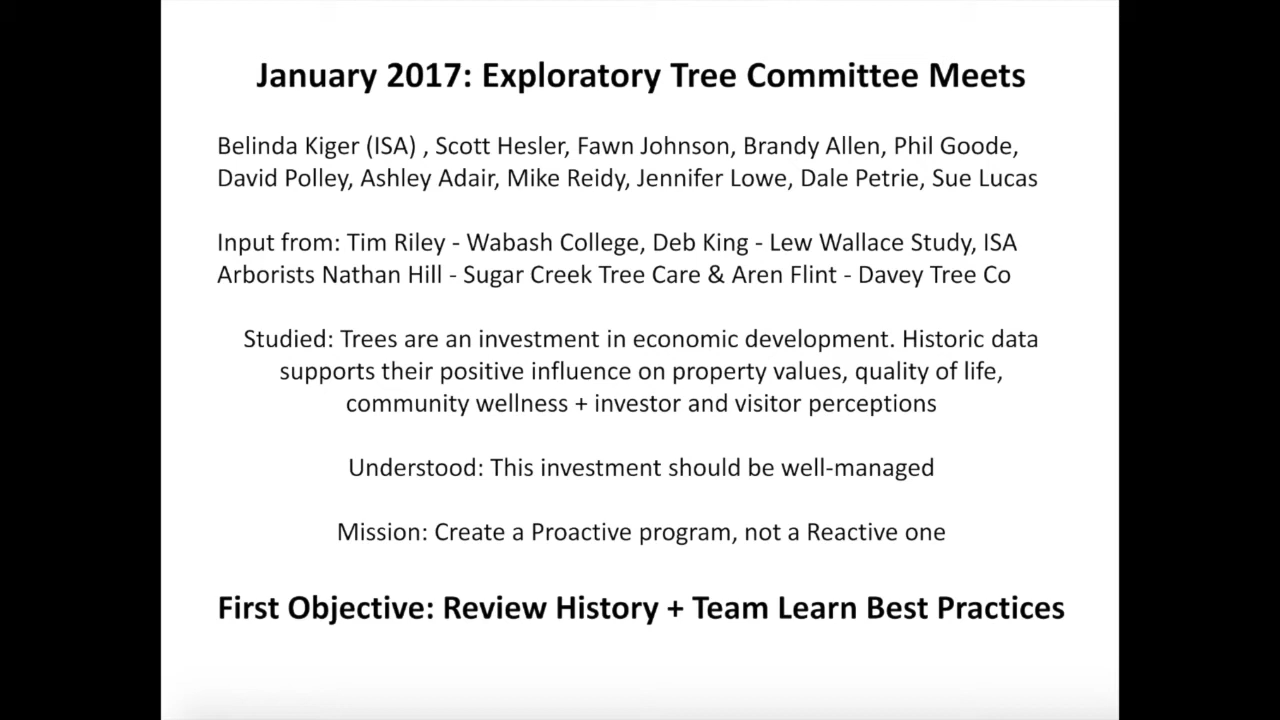 January 2017: Exploratory Tree Committee Meets
Belinda Kiger (ISA) , Scott Hesler, Fawn Johnson, Brandy Allen, Phil Goode,
David Polley, Ashley Adair, Mike Reidy, Jennifer Lowe, Dale Petrie, Sue Lucas
Input from: Tim Riley - Wabash College, Deb King - Lew Wallace Study, ISA
Arborists Nathan Hill - Sugar Creek Tree Care & Aren Flint - Davey Tree Co
Studied: Trees are an investment in economic development. Historic data
supports their positive influence on property values, quality of life,
community wellness + investor and visitor perceptions
Understood: This investment should be well-managed
Mission: Create a Proactive program, not a Reactive one
First Objective: Review History + Team Learn Best Practices